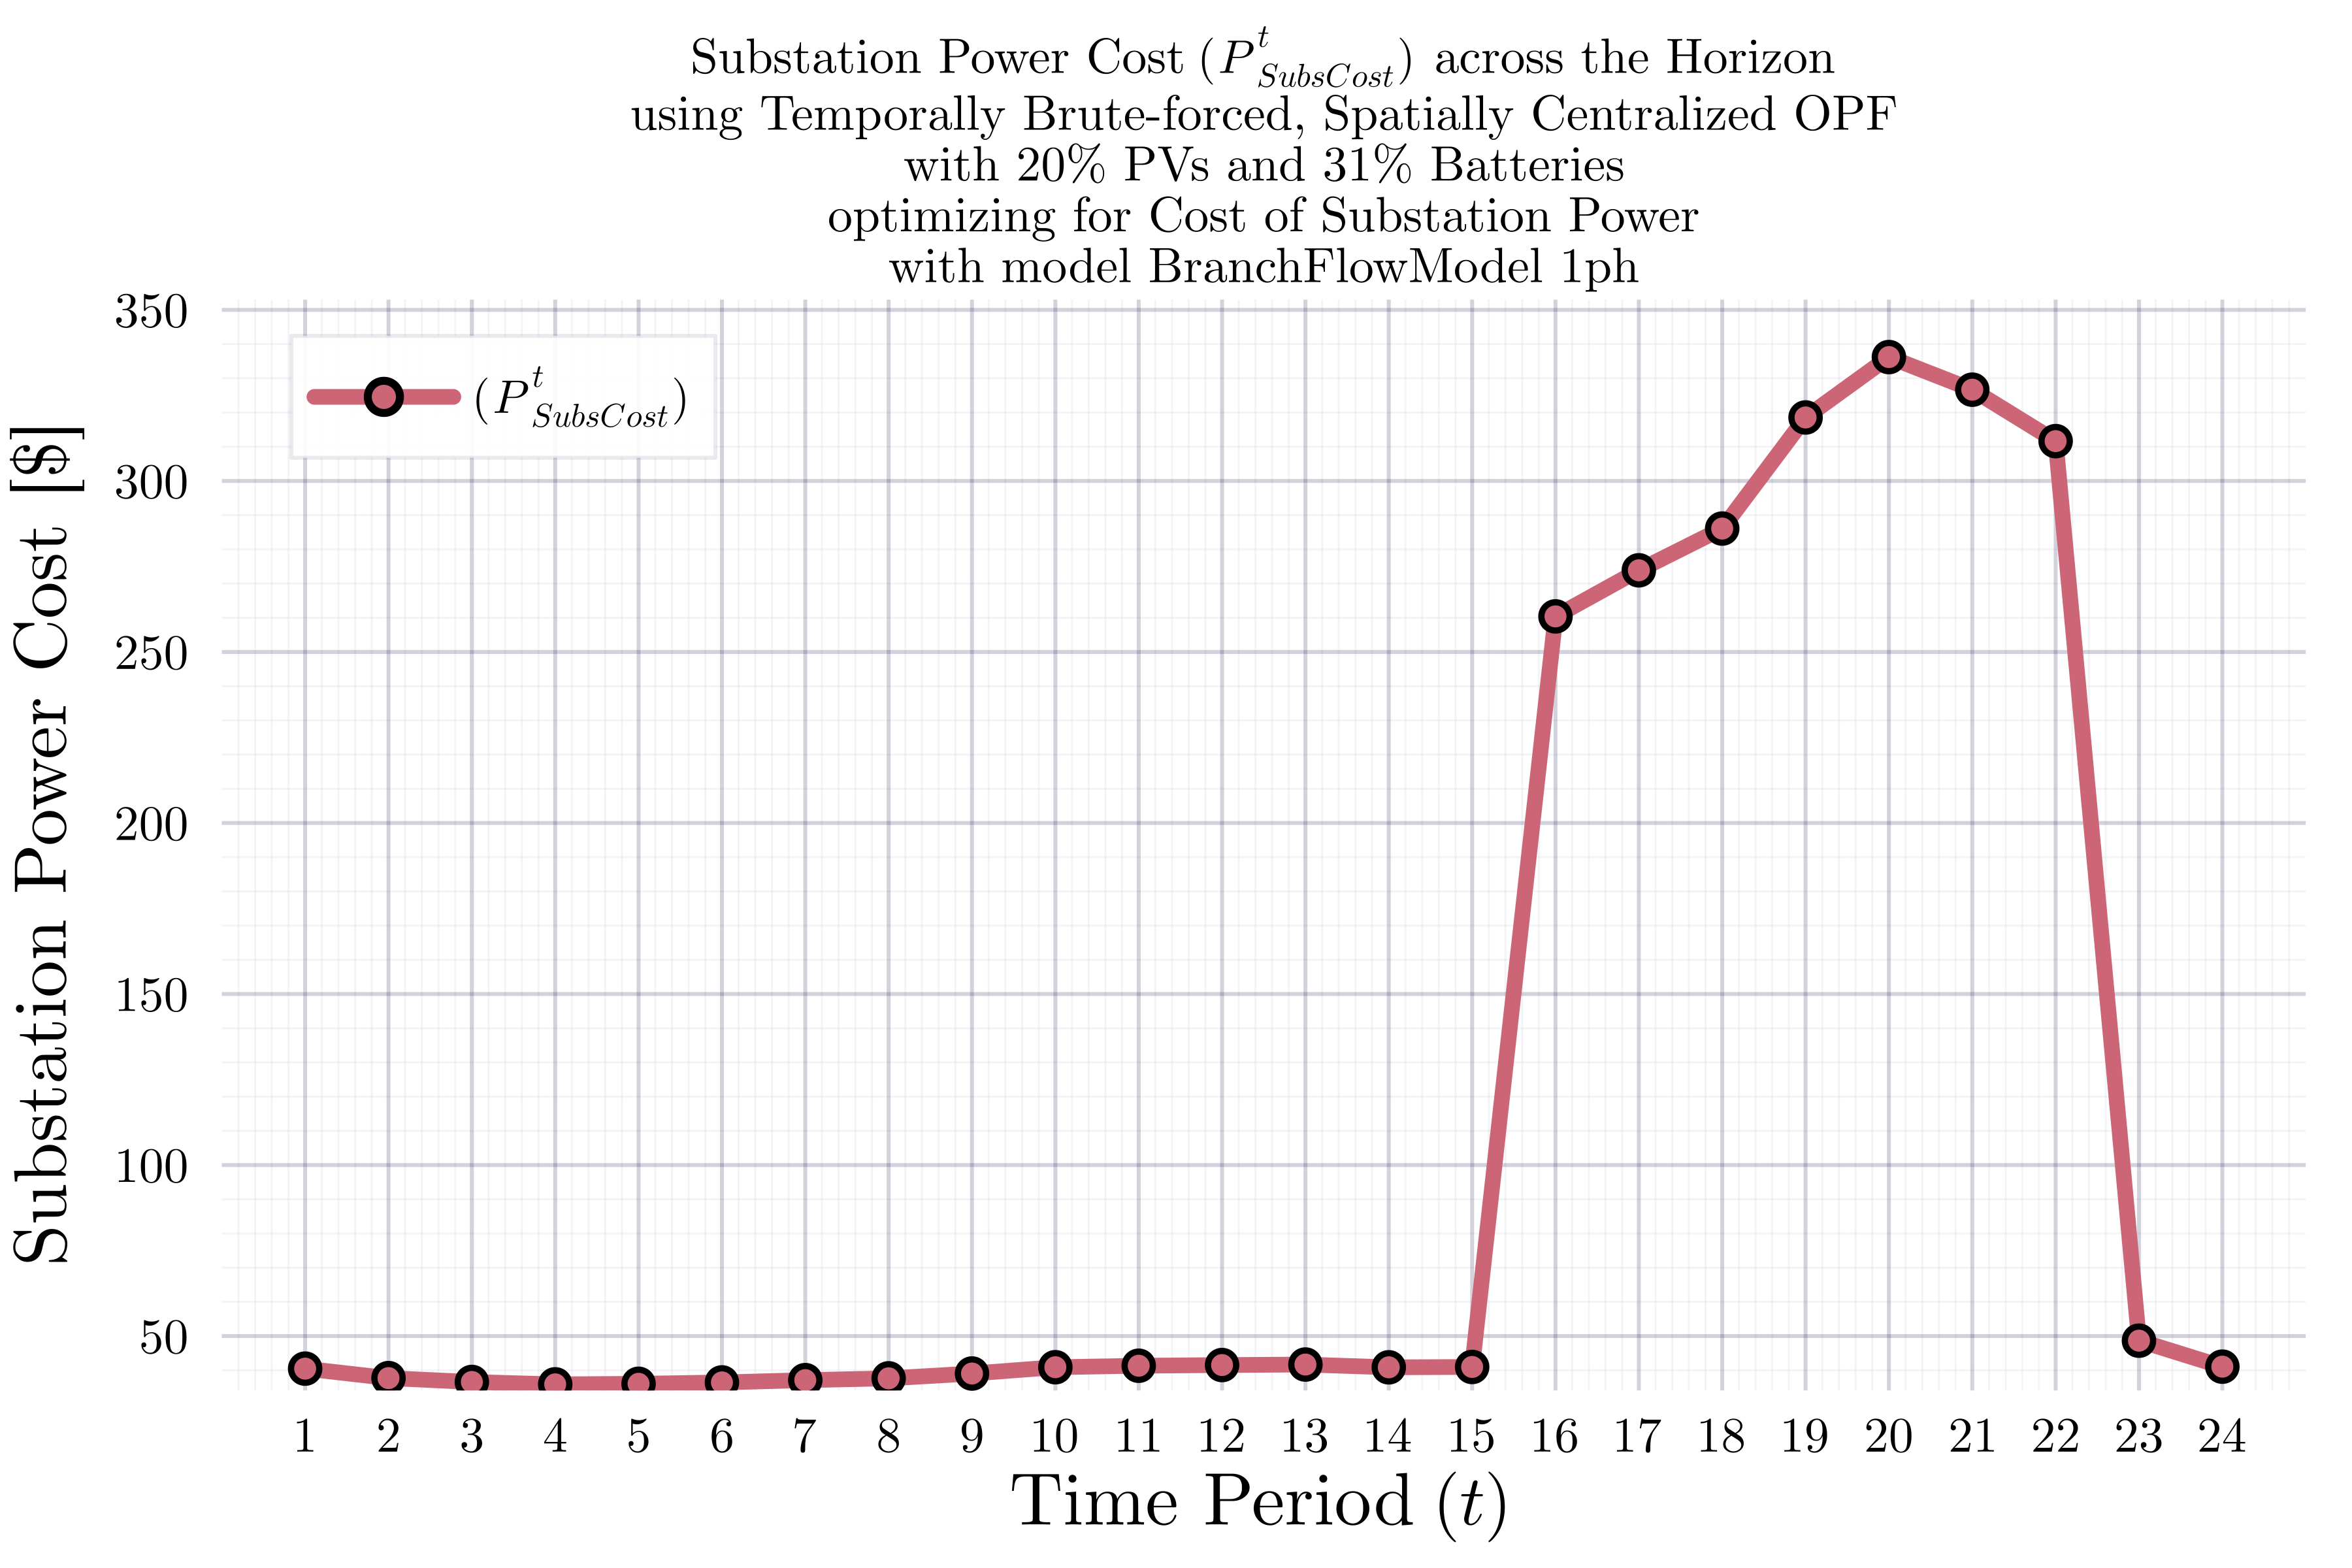 Substation Power Cost (P^t_SubsCost) across the Horizon
using Temporally Brute-forced, Spatially Centralized OPF
with 20% PVs and 31% Batteries
optimizing for Cost of Substation Power
with model BranchFlowModel 1ph
(P^t_SubsCost)
Substation Power Cost [$]
350
300
250
200
150
100
50
1 2 3 4 5 6 7 8 9 10 11 12 13 14 15 16 17 18 19 20 21 22 23 24
Time Period (t)